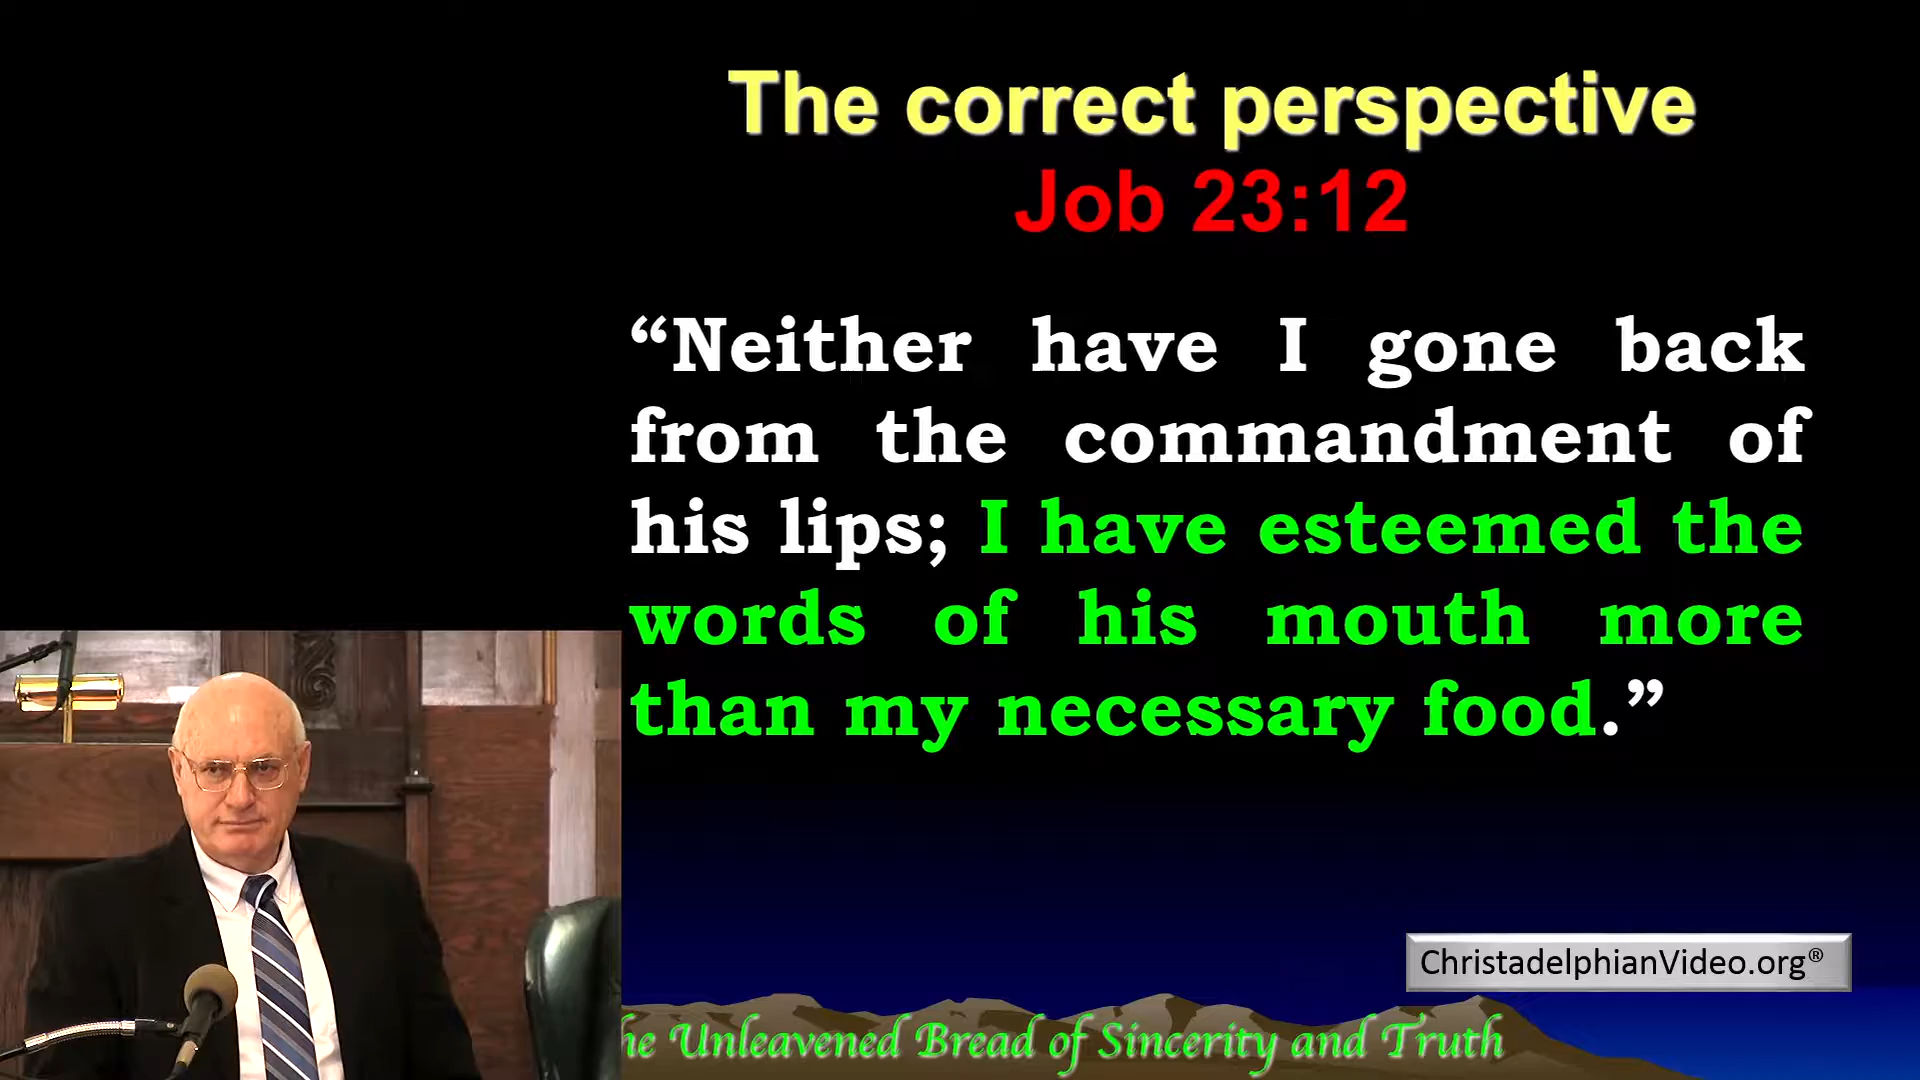 The correct perspective
Job 23:12
“Neither have I gone back
from the commandment of
his lips; I have esteemed the
words of his mouth more
than my necessary food.”
ChristadelphianVideo.org®
he Unleavened Bread of Sincerity and Truth